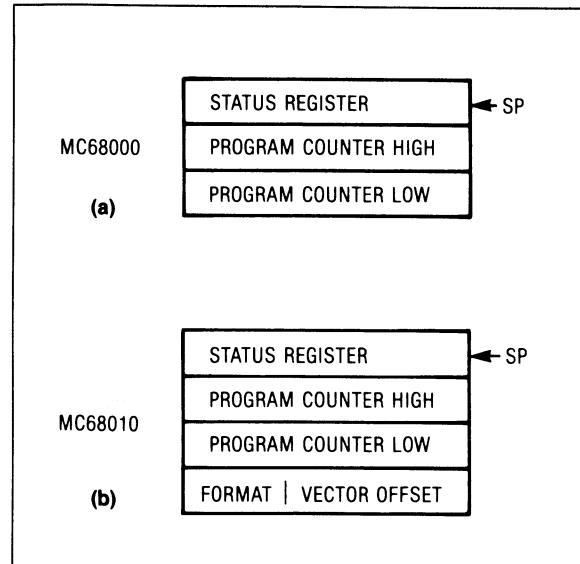 STATUS REGISTER
SP
MC68000
PROGRAM COUNTER HIGH
PROGRAM COUNTER LOW
(a)
STATUS REGISTER
SP
PROGRAM COUNTER HIGH
MC68010
PROGRAM COUNTER LOW
FORMAT | VECTOR OFFSET
(b)